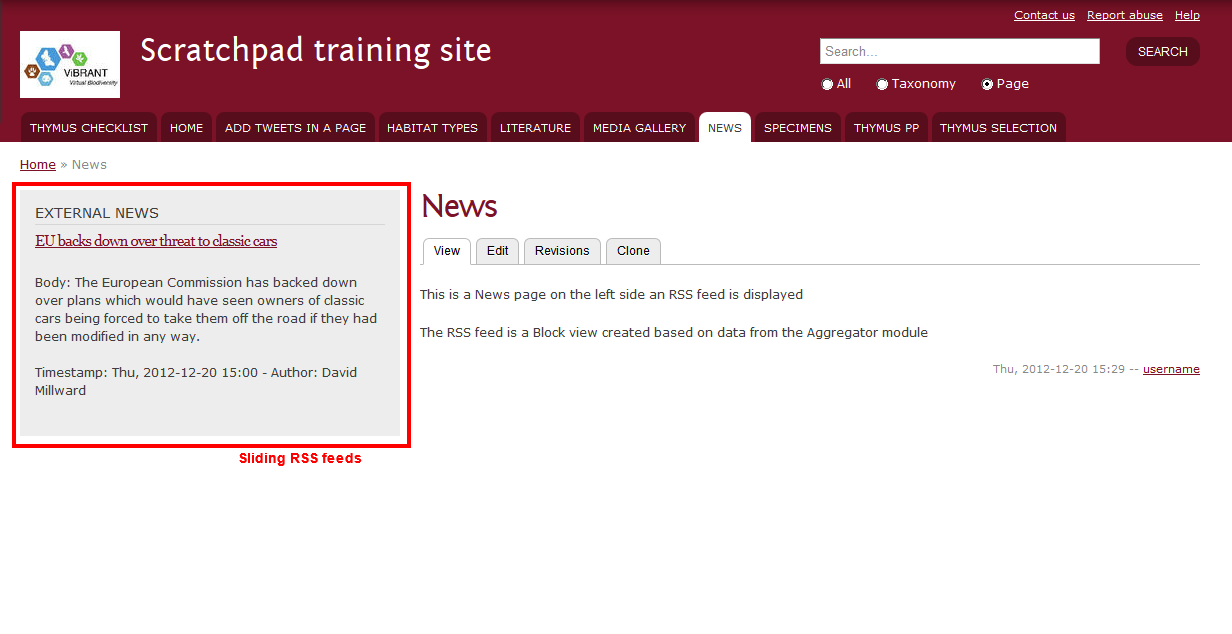 Contact us Report abuse Help
ViBRANT
Virtual Biodiversity
Scratchpad training site
Search...
SEARCH
All Taxonomy Page
THYMUS CHECKLIST HOME ADD TWEETS IN A PAGE HABITAT TYPES LITERATURE MEDIA GALLERY NEWS SPECIMENS THYMUS PP THYMUS SELECTION
Home » News
EXTERNAL NEWS
EU backs down over threat to classic cars
Body: The European Commission has backed down
over plans which would have seen owners of classic
cars being forced to take them off the road if they had
been modified in any way.
Timestamp: Thu, 2012-12-20 15:00 - Author: David
Millward
Sliding RSS feeds
News
View Edit Revisions Clone
This is a News page on the left side an RSS feed is displayed
The RSS feed is a Block view created based on data from the Aggregator module
Thu, 2012-12-20 15:29 -- username